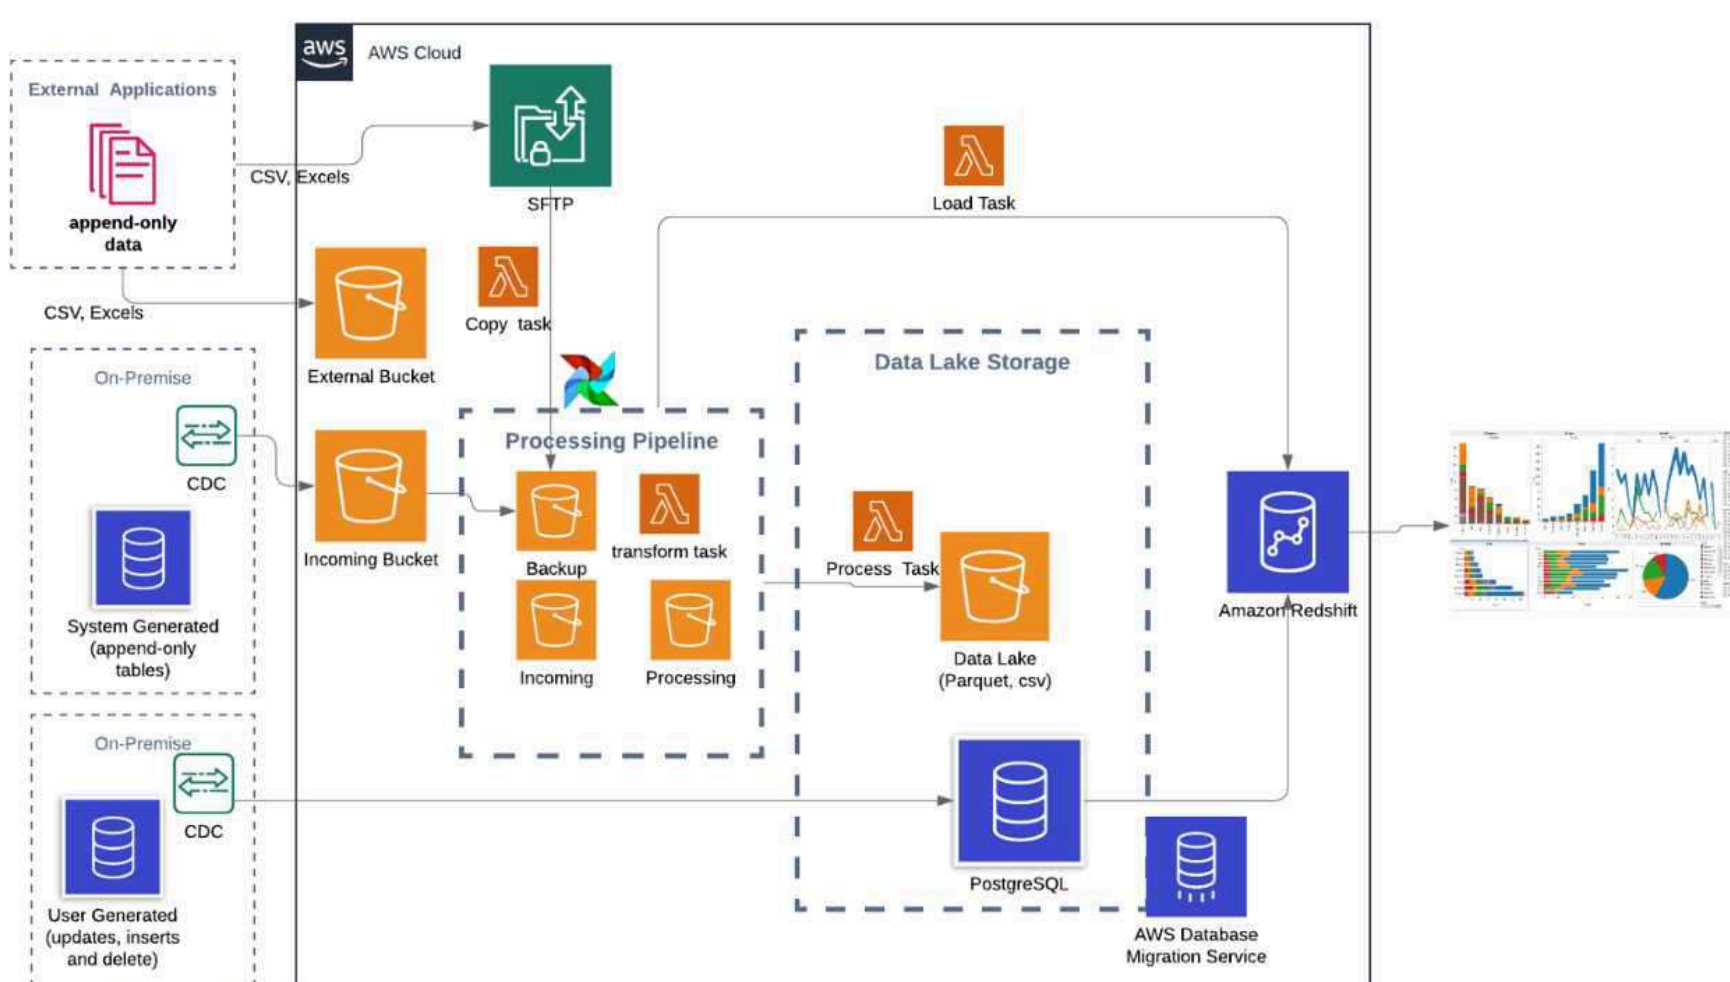 aws
AWS Cloud
External Applications
append-only
data
CSV, Excels
SFTP
Load Task
CSV, Excels
Copy task
External Bucket
On-Premise
CDC
System Generated
(append-only
tables)
Incoming Bucket
Processing Pipeline
Backup
transform task
Incoming
Processing
Data Lake Storage
Process Task
Data Lake
(Parquet, csv)
Amazon Redshift
On-Premise
CDC
User Generated
(updates, inserts
and delete)
PostgreSQL
AWS Database
Migration Service